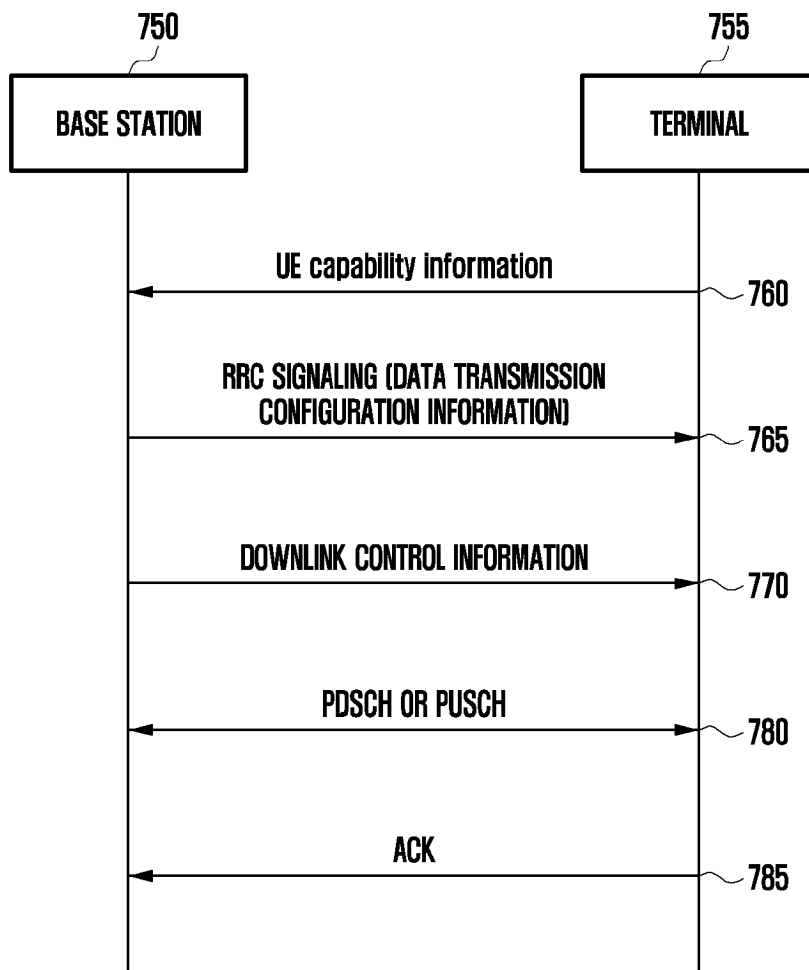 750
755
BASE STATION
TERMINAL
UE capability information
760
RRC SIGNALING (DATA TRANSMISSION
CONFIGURATION INFORMATION)
765
DOWNLINK CONTROL INFORMATION
770
PDSCH OR PUSCH
780
ACK
785